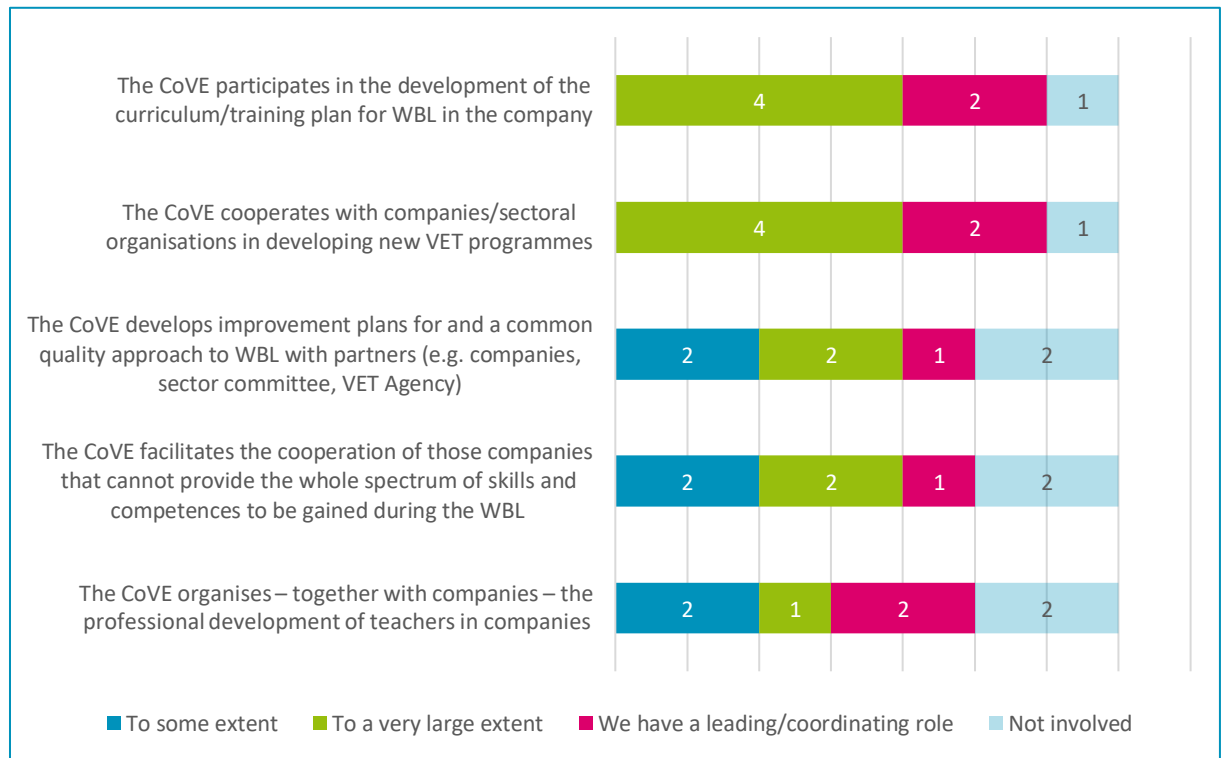 The CoVE participates in the development of the
curriculum/training plan for WBL in the company
4 2 1
The CoVE cooperates with companies/sectoral
organisations in developing new VET programmes
4 2 1
The CoVE develops improvement plans for and a common
quality approach to WBL with partners (e.g. companies,
sector committee, VET Agency)
2 2 1 2
The CoVE facilitates the cooperation of those companies
that cannot provide the whole spectrum of skills and
competences to be gained during the WBL
2 2 1 2
The CoVE organises – together with companies – the
professional development of teachers in companies
2 1 2 2
To some extent To a very large extent We have a leading/coordinating role Not involved